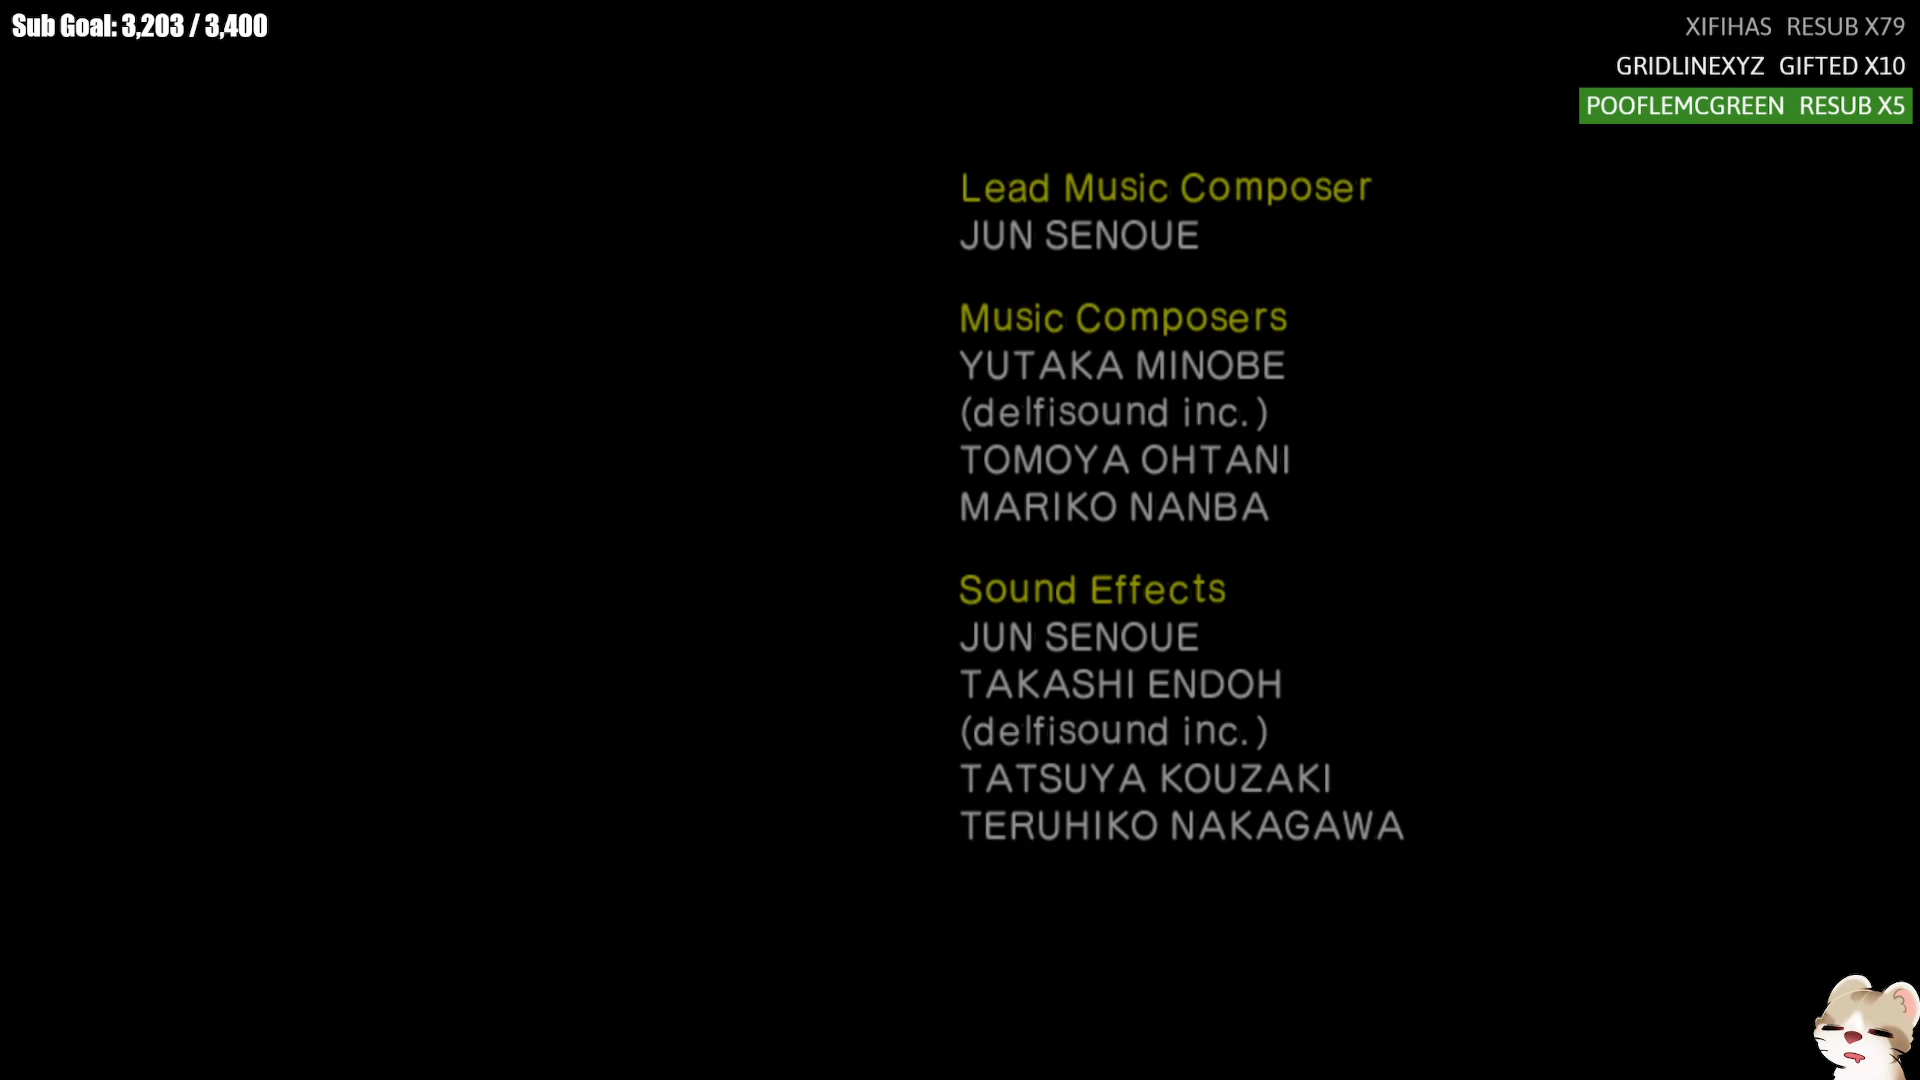 Sub Goal: 3,203 / 3,400
XIFIHAS RESUB X79
GRIDLINEXYZ GIFTED X10
POOFLEMCGREEN RESUB X5
Lead Music Composer
JUN SENOUE
Music Composers
YUTAKA MINOBE
(delfisound inc.)
TOMOYA OHTANI
MARIKO NANBA
Sound Effects
JUN SENOUE
TAKASHI ENDOH
(delfisound inc.)
TATSUYA KOUZAKI
TERUHIKO NAKAGAWA